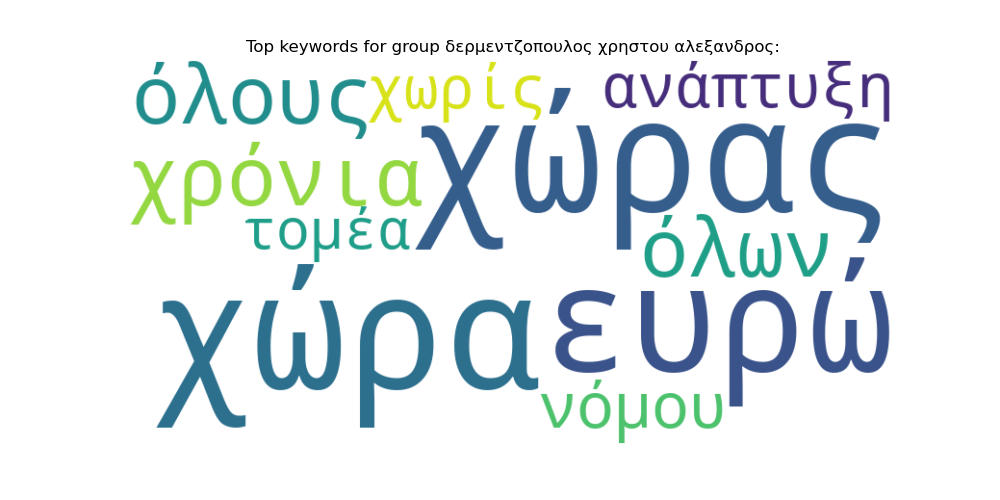 Top keywords for group δερμεντζοπουλος χρηστου αλεξανδρος:
όλους χωρίς ανάπτυξη
χρόνια χώρας
τομέα όλων
χώρα ευρώ
νόμου